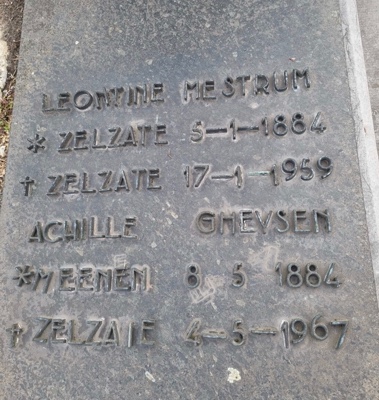 LEONTINE MESTRUM
* ZELZATE 5-1-1884
† ZELZATE 17-1-1959
ACHILLE GHEYSEN
* MEENEN 8 5 1884
† ZELZATE 4-5-1967